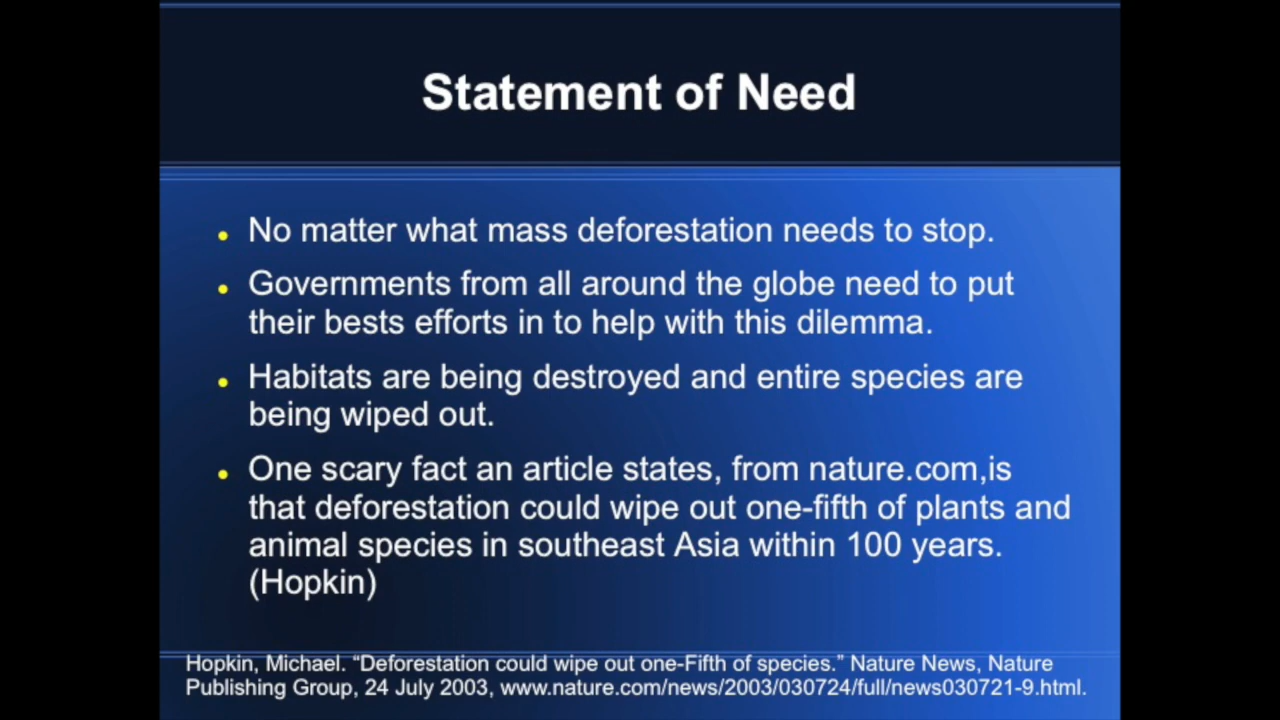 Statement of Need
No matter what mass deforestation needs to stop.
Governments from all around the globe need to put
their bests efforts in to help with this dilemma.
Habitats are being destroyed and entire species are
being wiped out.
One scary fact an article states, from nature.com,is
that deforestation could wipe out one-fifth of plants and
animal species in southeast Asia within 100 years.
(Hopkin)
Hopkin, Michael. “Deforestation could wipe out one-Fifth of species.” Nature News, Nature
Publishing Group, 24 July 2003, www.nature.com/news/2003/030724/full/news030721-9.html.